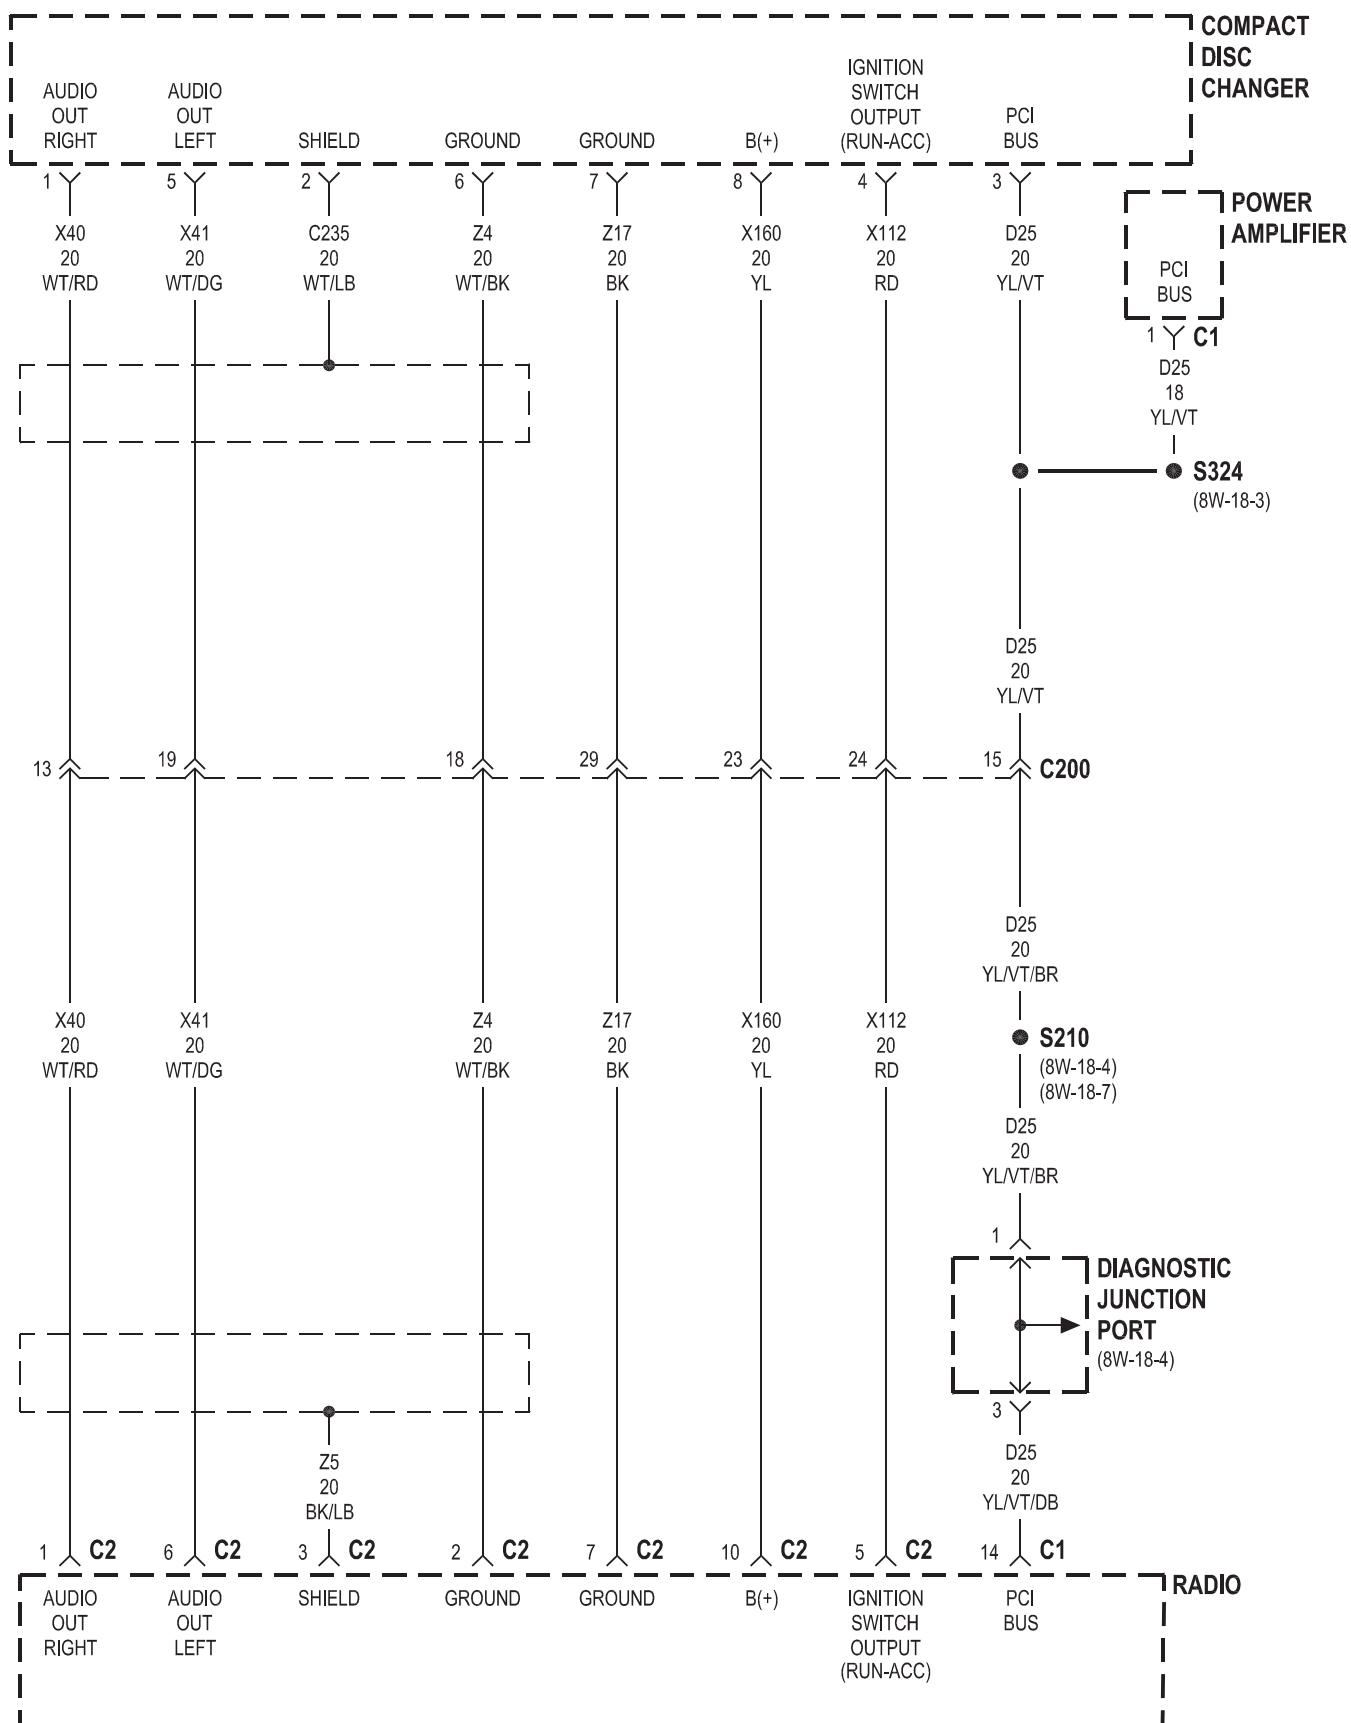 COMPACT
DISC
CHANGER
AUDIO
OUT
RIGHT
AUDIO
OUT
LEFT
SHIELD
GROUND
GROUND
B(+)
IGNITION
SWITCH
OUTPUT
(RUN-ACC)
PCI
BUS
1
5
2
6
7
8
4
3
X40
20
WT/RD
X41
20
WT/DG
C235
20
WT/LB
Z4
20
WT/BK
Z17
20
BK
X160
20
YL
X112
20
RD
D25
20
YL/VT
POWER
AMPLIFIER
PCI
BUS
1 C1
D25
18
YL/VT
S324
(8W-18-3)
D25
20
YL/VT
13
19
18
29
23
24
15 C200
D25
20
YL/VT/BR
X40
20
WT/RD
X41
20
WT/DG
Z4
20
WT/BK
Z17
20
BK
X160
20
YL
X112
20
RD
S210
(8W-18-4)
(8W-18-7)
D25
20
YL/VT/BR
1
DIAGNOSTIC
JUNCTION
PORT
(8W-18-4)
3
Z5
20
BK/LB
D25
20
YL/VT/DB
1 C2
6 C2
3 C2
2 C2
7 C2
10 C2
5 C2
14 C1
RADIO
AUDIO
OUT
RIGHT
AUDIO
OUT
LEFT
SHIELD
GROUND
GROUND
B(+)
IGNITION
SWITCH
OUTPUT
(RUN-ACC)
PCI
BUS